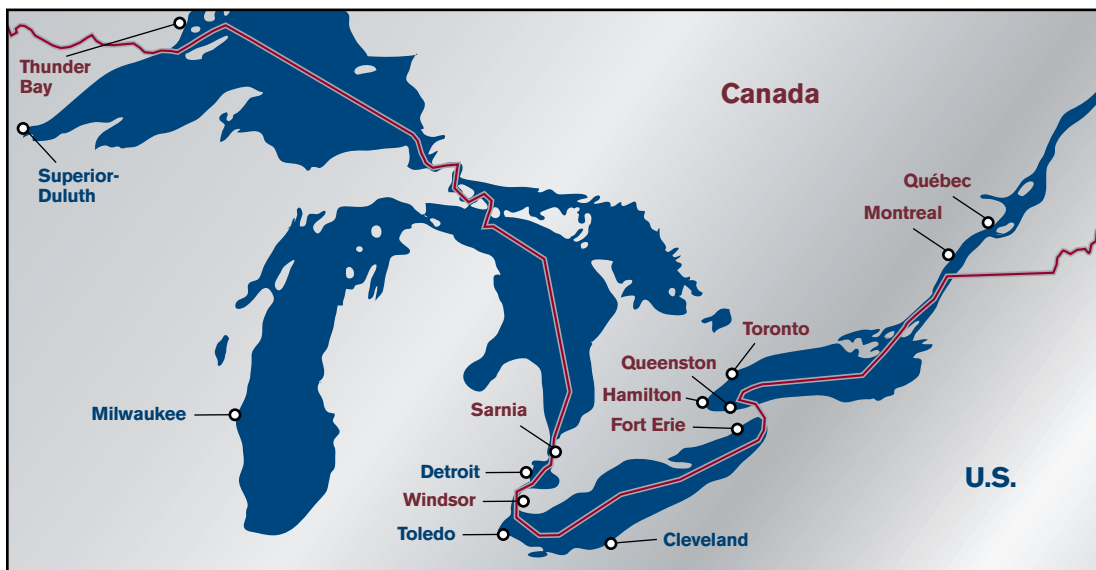 Thunder
Bay
Canada
Superior-
Duluth
Québec
Montreal
Toronto
Queenston
Hamilton
Milwaukee
Sarnia
Fort Erie
Detroit
U.S.
Windsor
Toledo
Cleveland